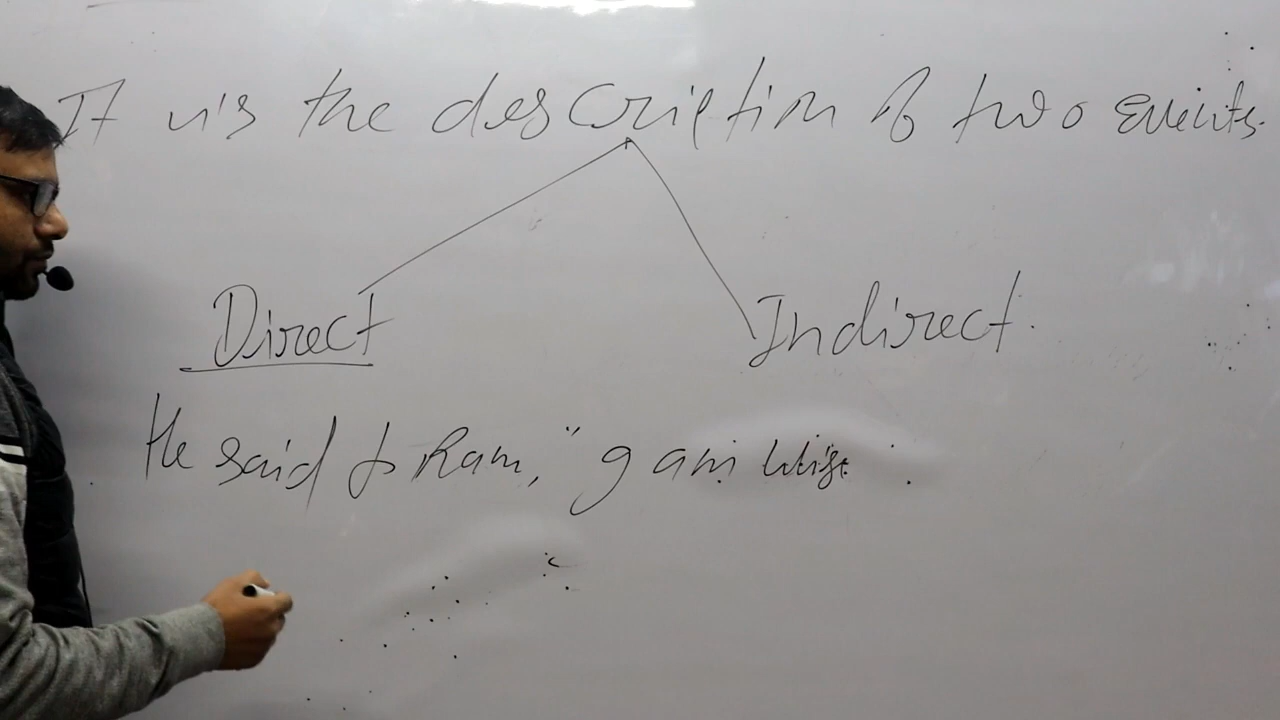 It is the description of two events.
Direct Indirect.
He said to Ram, "I am wise.